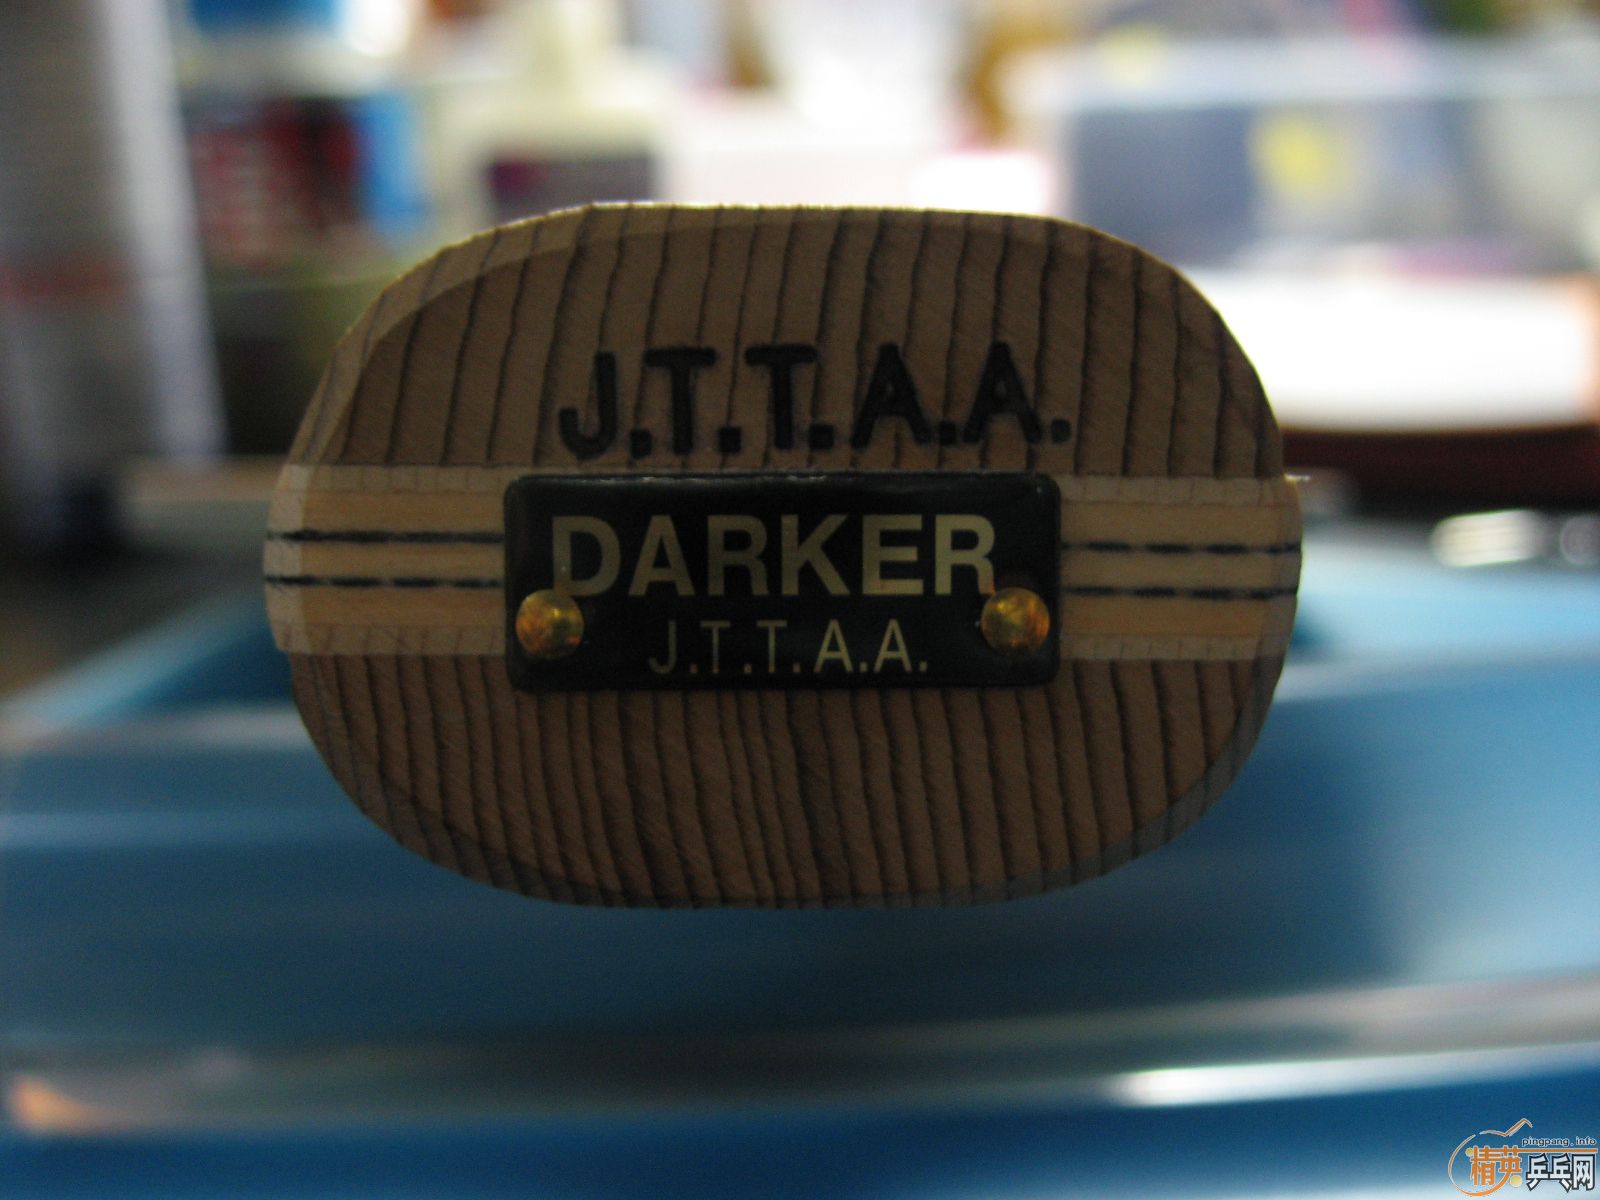 J.T.T.A.A.
DARKER
J.T.T.A.A.
pingpang.info
精英乒乓网